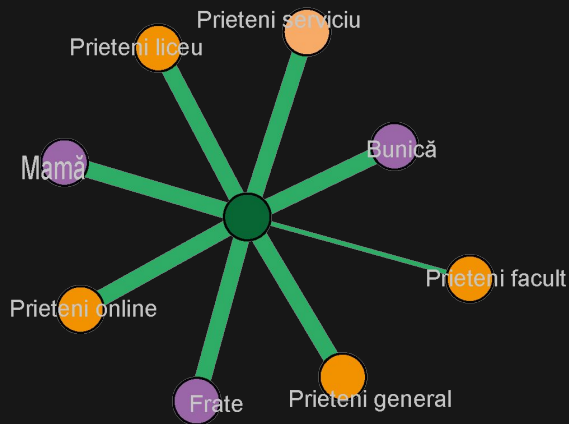 Prieteni serviciu
Prieteni liceu
Bunică
Mamă
Prieteni facult
Prieteni online
Prieteni general
Frate